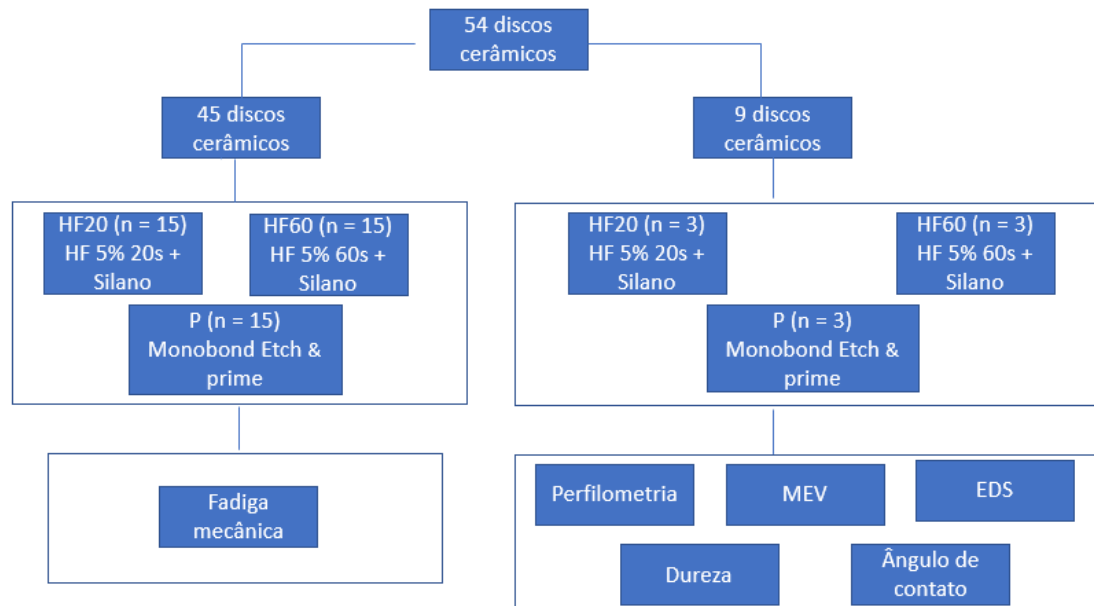 54 discos
cerâmicos
45 discos
cerâmicos
9 discos
cerâmicos
HF20 (n = 15)
HF 5% 20s +
Silano
HF60 (n = 15)
HF 5% 60s +
Silano
P (n = 15)
Monobond Etch &
prime
HF20 (n = 3)
HF 5% 20s +
Silano
HF60 (n = 3)
HF 5% 60s +
Silano
P (n = 3)
Monobond Etch &
prime
Fadiga
mecânica
Perfilometria
MEV
EDS
Dureza
Ângulo de
contato